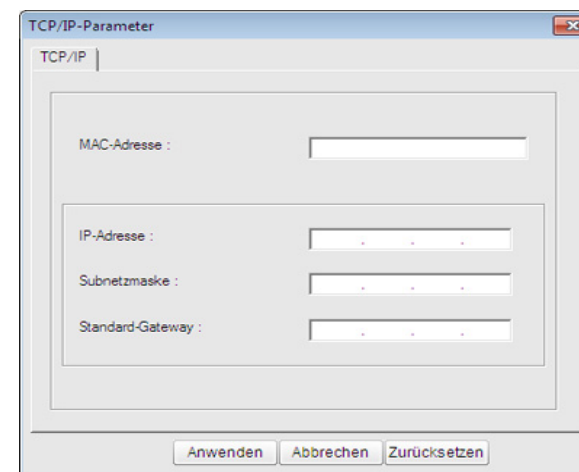 TCP/IP-Parameter
TCP/IP
MAC-Adresse :
IP-Adresse :
Subnetzmaske :
Standard-Gateway :
Anwenden Abbrechen Zurücksetzen